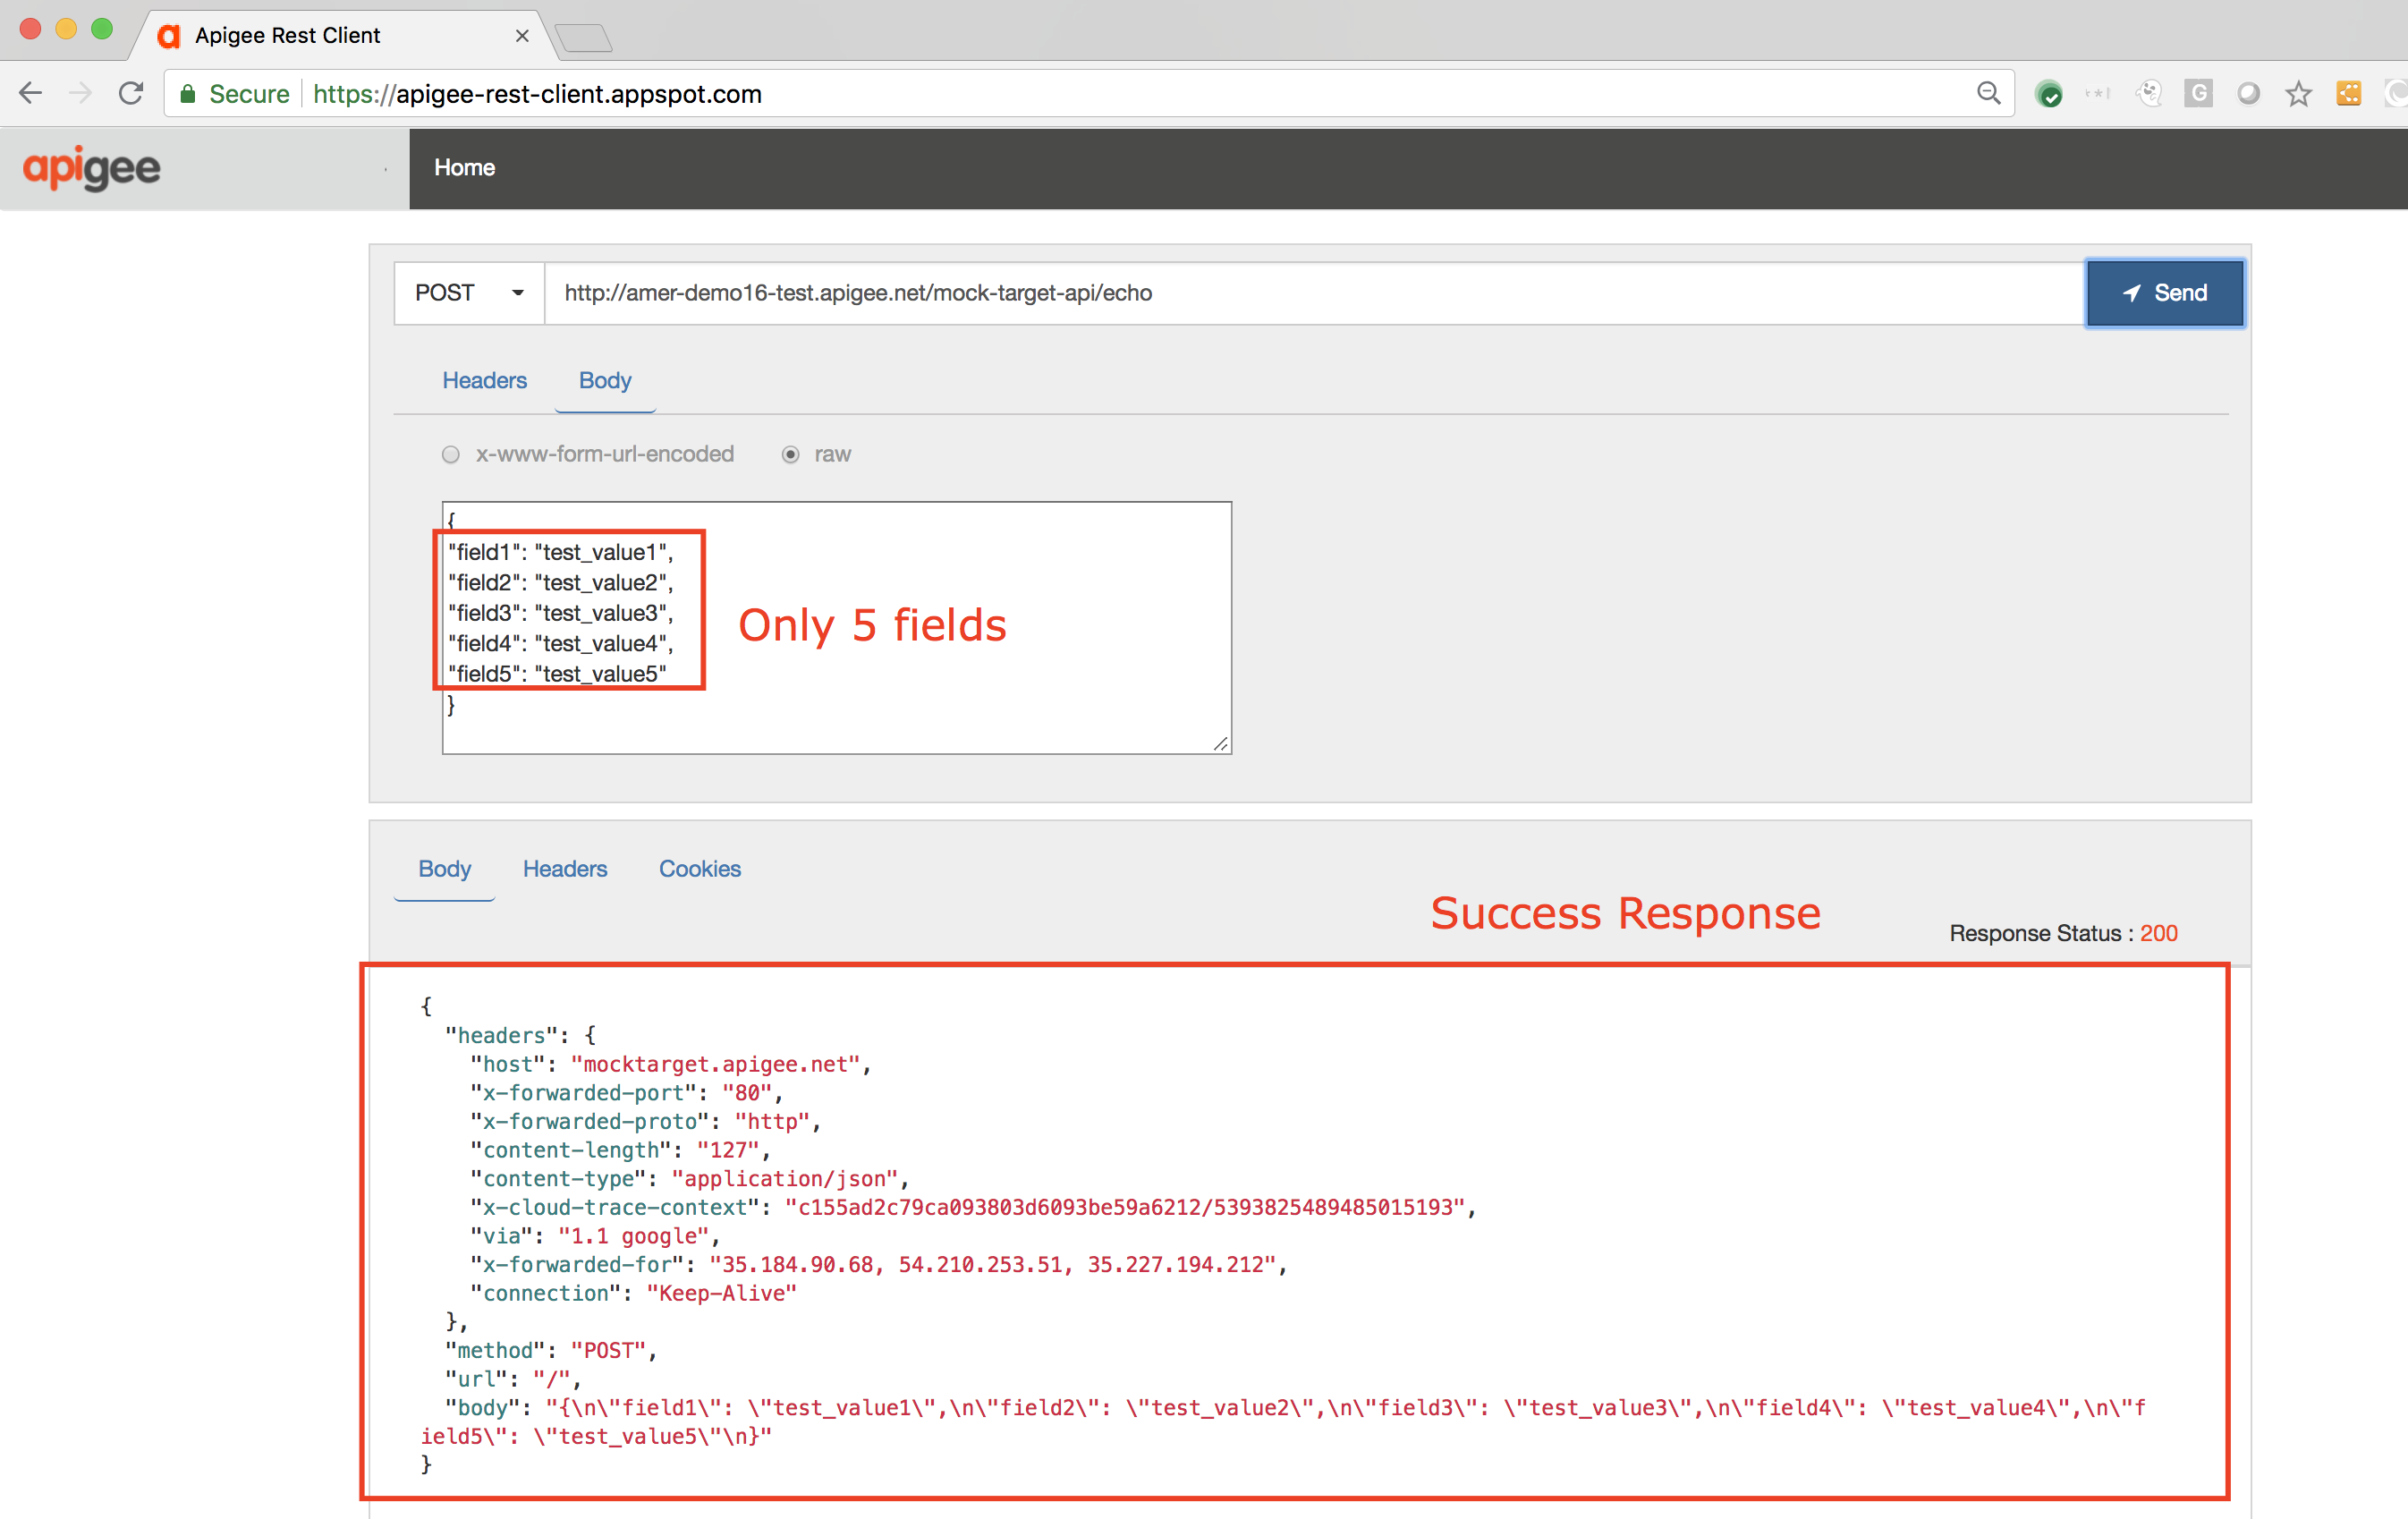 Apigee Rest Client
Secure https://apigee-rest-client.appspot.com
apigee
Home
POST
http://amer-demo16-test.apigee.net/mock-target-api/echo
Send
Headers Body
x-www-form-url-encoded raw
{
"field1": "test_value1",
"field2": "test_value2",
"field3": "test_value3",
"field4": "test_value4",
"field5": "test_value5"
}
Only 5 fields
Body Headers Cookies
Success Response
Response Status : 200
{
"headers": {
"host": "mocktarget.apigee.net",
"x-forwarded-port": "80",
"x-forwarded-proto": "http",
"content-length": "127",
"content-type": "application/json",
"x-cloud-trace-context": "c155ad2c79ca093803d6093be59a6212/5393825489485015193",
"via": "1.1 google",
"x-forwarded-for": "35.184.90.68, 54.210.253.51, 35.227.194.212",
"connection": "Keep-Alive"
},
"method": "POST",
"url": "/",
"body": "{\n\"field1\": \"test_value1\",\n\"field2\": \"test_value2\",\n\"field3\": \"test_value3\",\n\"field4\": \"test_value4\",\n\"f
ield5\": \"test_value5\"\n}"
}